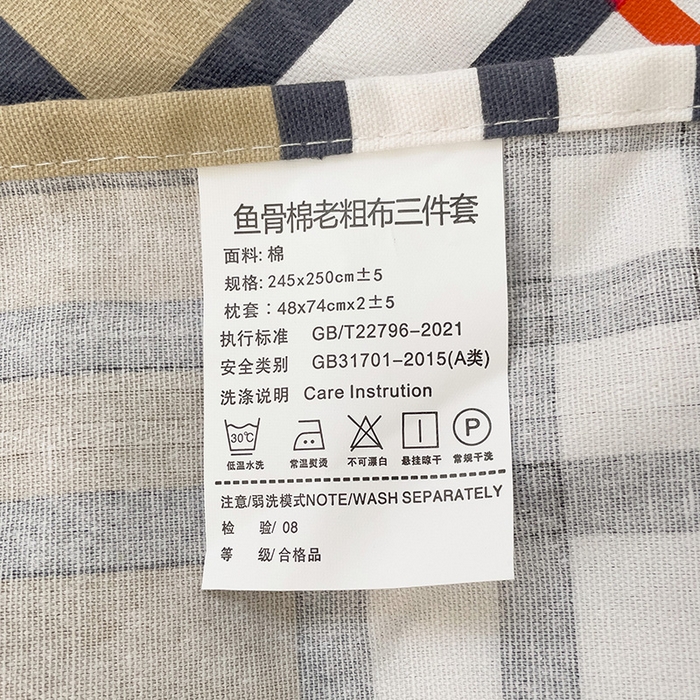 鱼骨棉老粗布三件套
面料: 棉
规格: 245x250cm±5
枕套：48x74cmx2±5
执行标准 GB/T22796-2021
安全类别 GB31701-2015(A类)
洗涤说明 Care Instrution
30℃ P
低温水洗 常温熨烫 不可漂白 悬挂晾干 常规干洗
注意/弱洗模式NOTE/WASH SEPARATELY
检 验/ 08
等 级/合格品